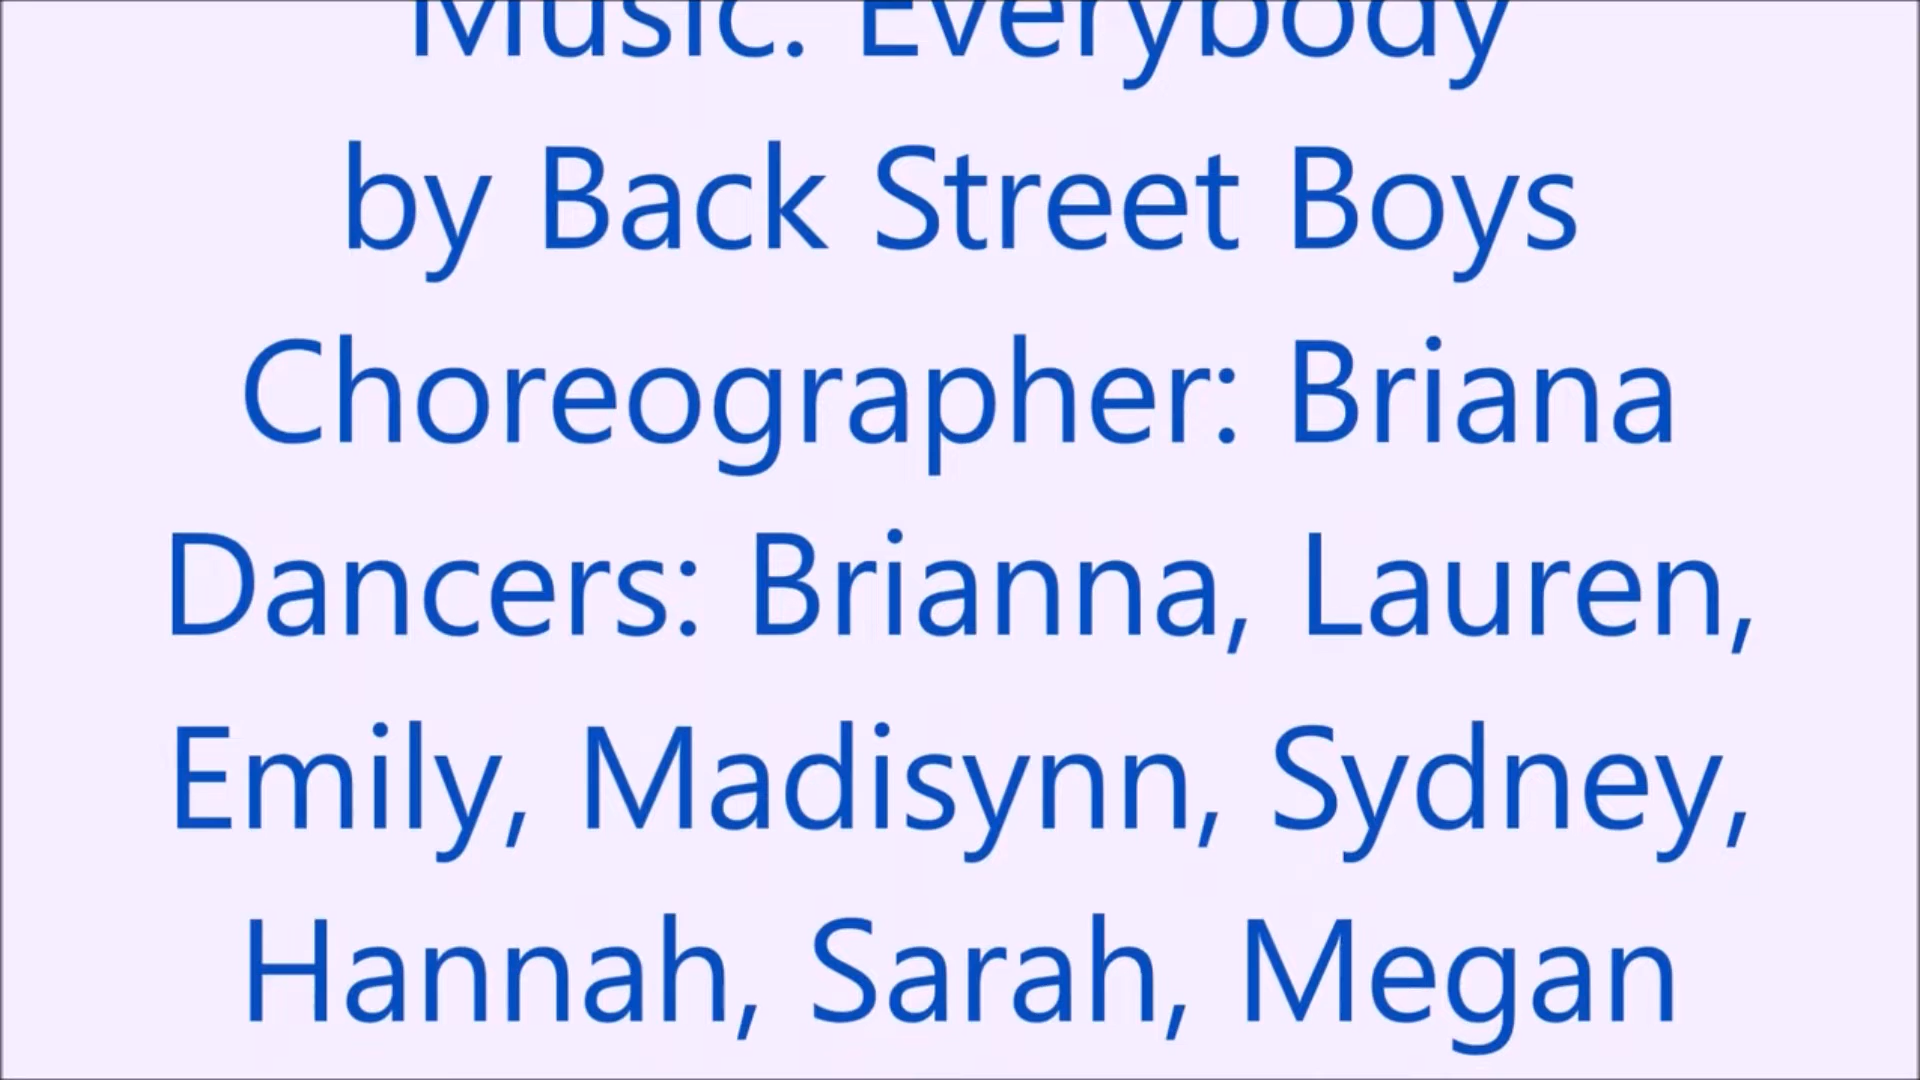 Music: Everybody
by Back Street Boys
Choreographer: Briana
Dancers: Brianna, Lauren,
Emily, Madisynn, Sydney,
Hannah, Sarah, Megan